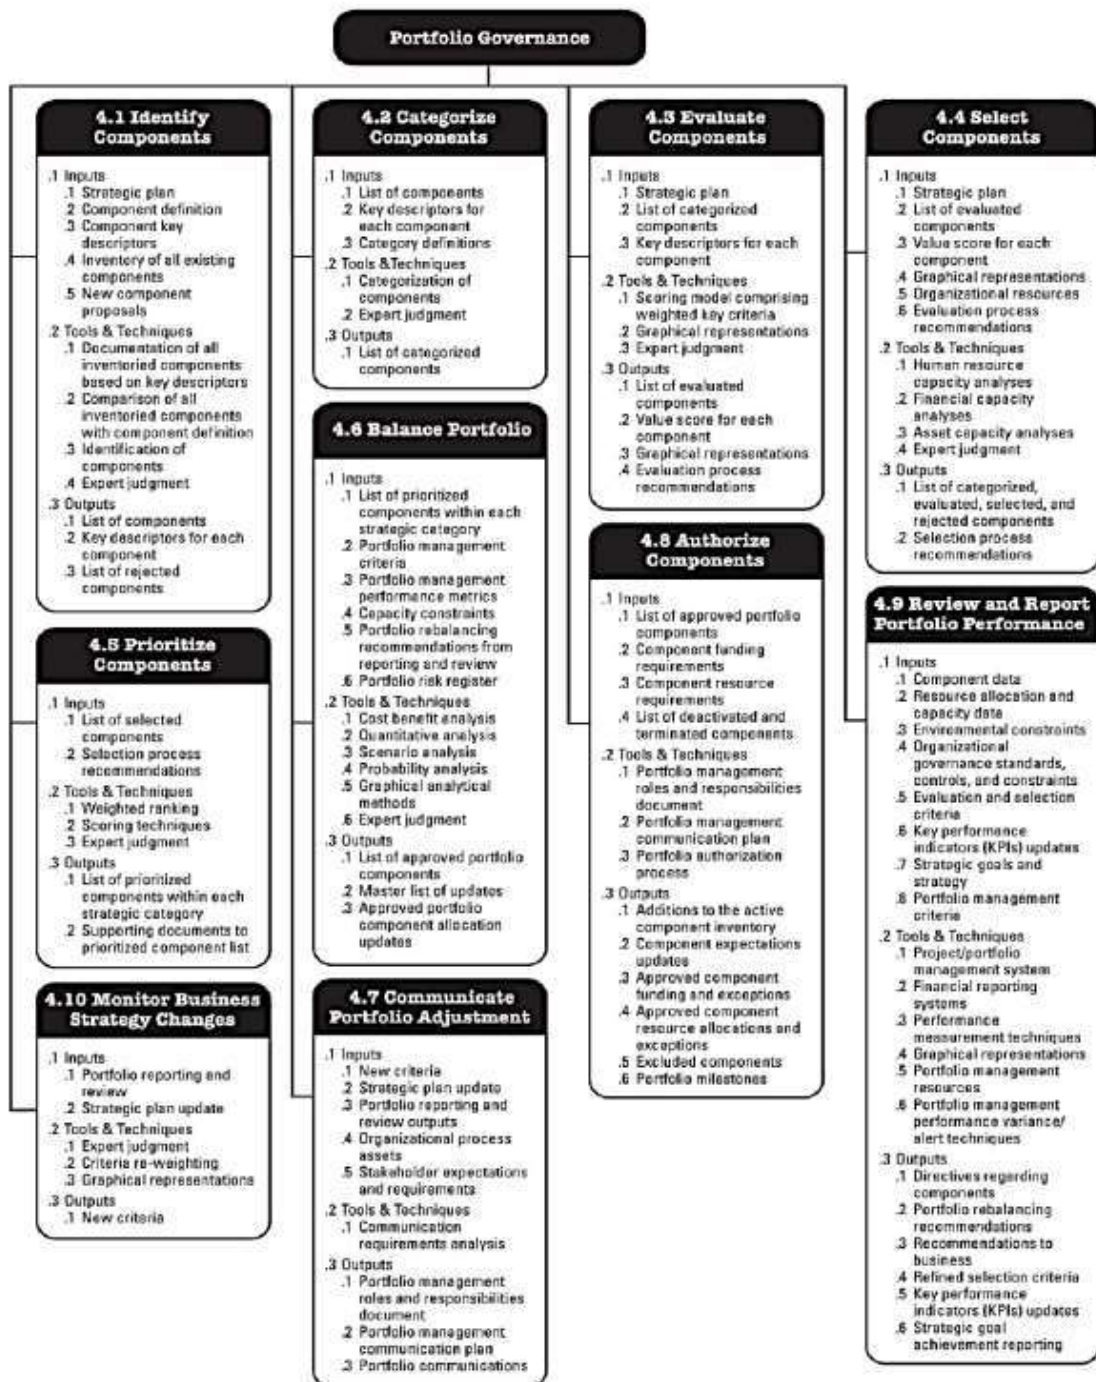 Portfolio Governance
4.1 Identify
Components
.1 Inputs
.1 Strategic plan
.2 Component definition
.3 Component key
descriptors
.4 Inventory of all existing
components
.5 New component
proposals
.2 Tools & Techniques
.1 Documentation of all
inventoried components
based on key descriptors
.2 Comparison of all
inventoried components
with component definition
.3 Identification of
components
.4 Expert judgment
.3 Outputs
.1 List of components
.2 Key descriptors for each
component
.3 List of rejected
components
4.2 Categorize
Components
.1 Inputs
.1 List of components
.2 Key descriptors for
each component
.3 Category definitions
.2 Tools &Techniques
.1 Categorization of
components
.2 Expert judgment
.3 Outputs
.1 List of categorized
components
4.3 Evaluate
Components
.1 Inputs
.1 Strategic plan
.2 List of categorized
components
.3 Key descriptors for each
component
.2 Tools & Techniques
.1 Scoring model comprising
weighted key criteria
.2 Graphical representations
.3 Expert judgment
.3 Outputs
.1 List of evaluated
components
.2 Value score for each
component
.3 Graphical representations
.4 Evaluation process
recommendations
4.4 Select
Components
.1 Inputs
.1 Strategic plan
.2 List of evaluated
components
.3 Value score for each
component
.4 Graphical representations
.5 Organizational resources
.6 Evaluation process
recommendations
.2 Tools & Techniques
.1 Human resource
capacity analyses
.2 Financial capacity
analyses
.3 Asset capacity analyses
.4 Expert judgment
.3 Outputs
.1 List of categorized,
evaluated, selected, and
rejected components
.2 Selection process
recommendations
4.5 Prioritize
Components
.1 Inputs
.1 List of selected
components
.2 Selection process
recommendations
.2 Tools & Techniques
.1 Weighted ranking
.2 Scoring techniques
.3 Expert judgment
.3 Outputs
.1 List of prioritized
components within each
strategic category
.2 Supporting documents to
prioritized component list
4.6 Balance Portfolio
.1 Inputs
.1 List of prioritized
components within each
strategic category
.2 Portfolio management
criteria
.3 Portfolio management
performance metrics
.4 Capacity constraints
.5 Portfolio rebalancing
recommendations from
reporting and review
.6 Portfolio risk register
.2 Tools & Techniques
.1 Cost benefit analysis
.2 Quantitative analysis
.3 Scenario analysis
.4 Probability analysis
.5 Graphical analytical
methods
.6 Expert judgment
.3 Outputs
.1 List of approved portfolio
components
.2 Master list of updates
.3 Approved portfolio
component allocation
updates
4.7 Communicate
Portfolio Adjustment
.1 Inputs
.1 New criteria
.2 Strategic plan update
.3 Portfolio reporting and
review outputs
.4 Organizational process
assets
.5 Stakeholder expectations
and requirements
.2 Tools & Techniques
.1 Communication
requirements analysis
.3 Outputs
.1 Portfolio management
roles and responsibilities
document
.2 Portfolio management
communication plan
.3 Portfolio communications
4.8 Authorize
Components
.1 Inputs
.1 List of approved portfolio
components
.2 Component funding
requirements
.3 Component resource
requirements
.4 List of deactivated and
terminated components
.2 Tools & Techniques
.1 Portfolio management
roles and responsibilities
document
.2 Portfolio management
communication plan
.3 Portfolio authorization
process
.3 Outputs
.1 Additions to the active
component inventory
.2 Component expectations
updates
.3 Approved component
funding and exceptions
.4 Approved component
resource allocations and
exceptions
.5 Excluded components
.6 Portfolio milestones
4.9 Review and Report
Portfolio Performance
.1 Inputs
.1 Component data
.2 Resource allocation and
capacity data
.3 Environmental constraints
.4 Organizational
governance standards,
controls, and constraints
.5 Evaluation and selection
criteria
.6 Key performance
indicators (KPIs) updates
.7 Strategic goals and
strategy
.8 Portfolio management
criteria
.2 Tools & Techniques
.1 Project/portfolio
management system
.2 Financial reporting
systems
.3 Performance
measurement techniques
.4 Graphical representations
.5 Portfolio management
resources
.6 Portfolio management
performance variance/
alert techniques
.3 Outputs
.1 Directives regarding
components
.2 Portfolio rebalancing
recommendations
.3 Recommendations to
business
.4 Refined selection criteria
.5 Key performance
indicators (KPIs) updates
.6 Strategic goal
achievement reporting
4.10 Monitor Business
Strategy Changes
.1 Inputs
.1 Portfolio reporting and
review
.2 Strategic plan update
.2 Tools & Techniques
.1 Expert judgment
.2 Criteria re-weighting
.3 Graphical representations
.3 Outputs
.1 New criteria